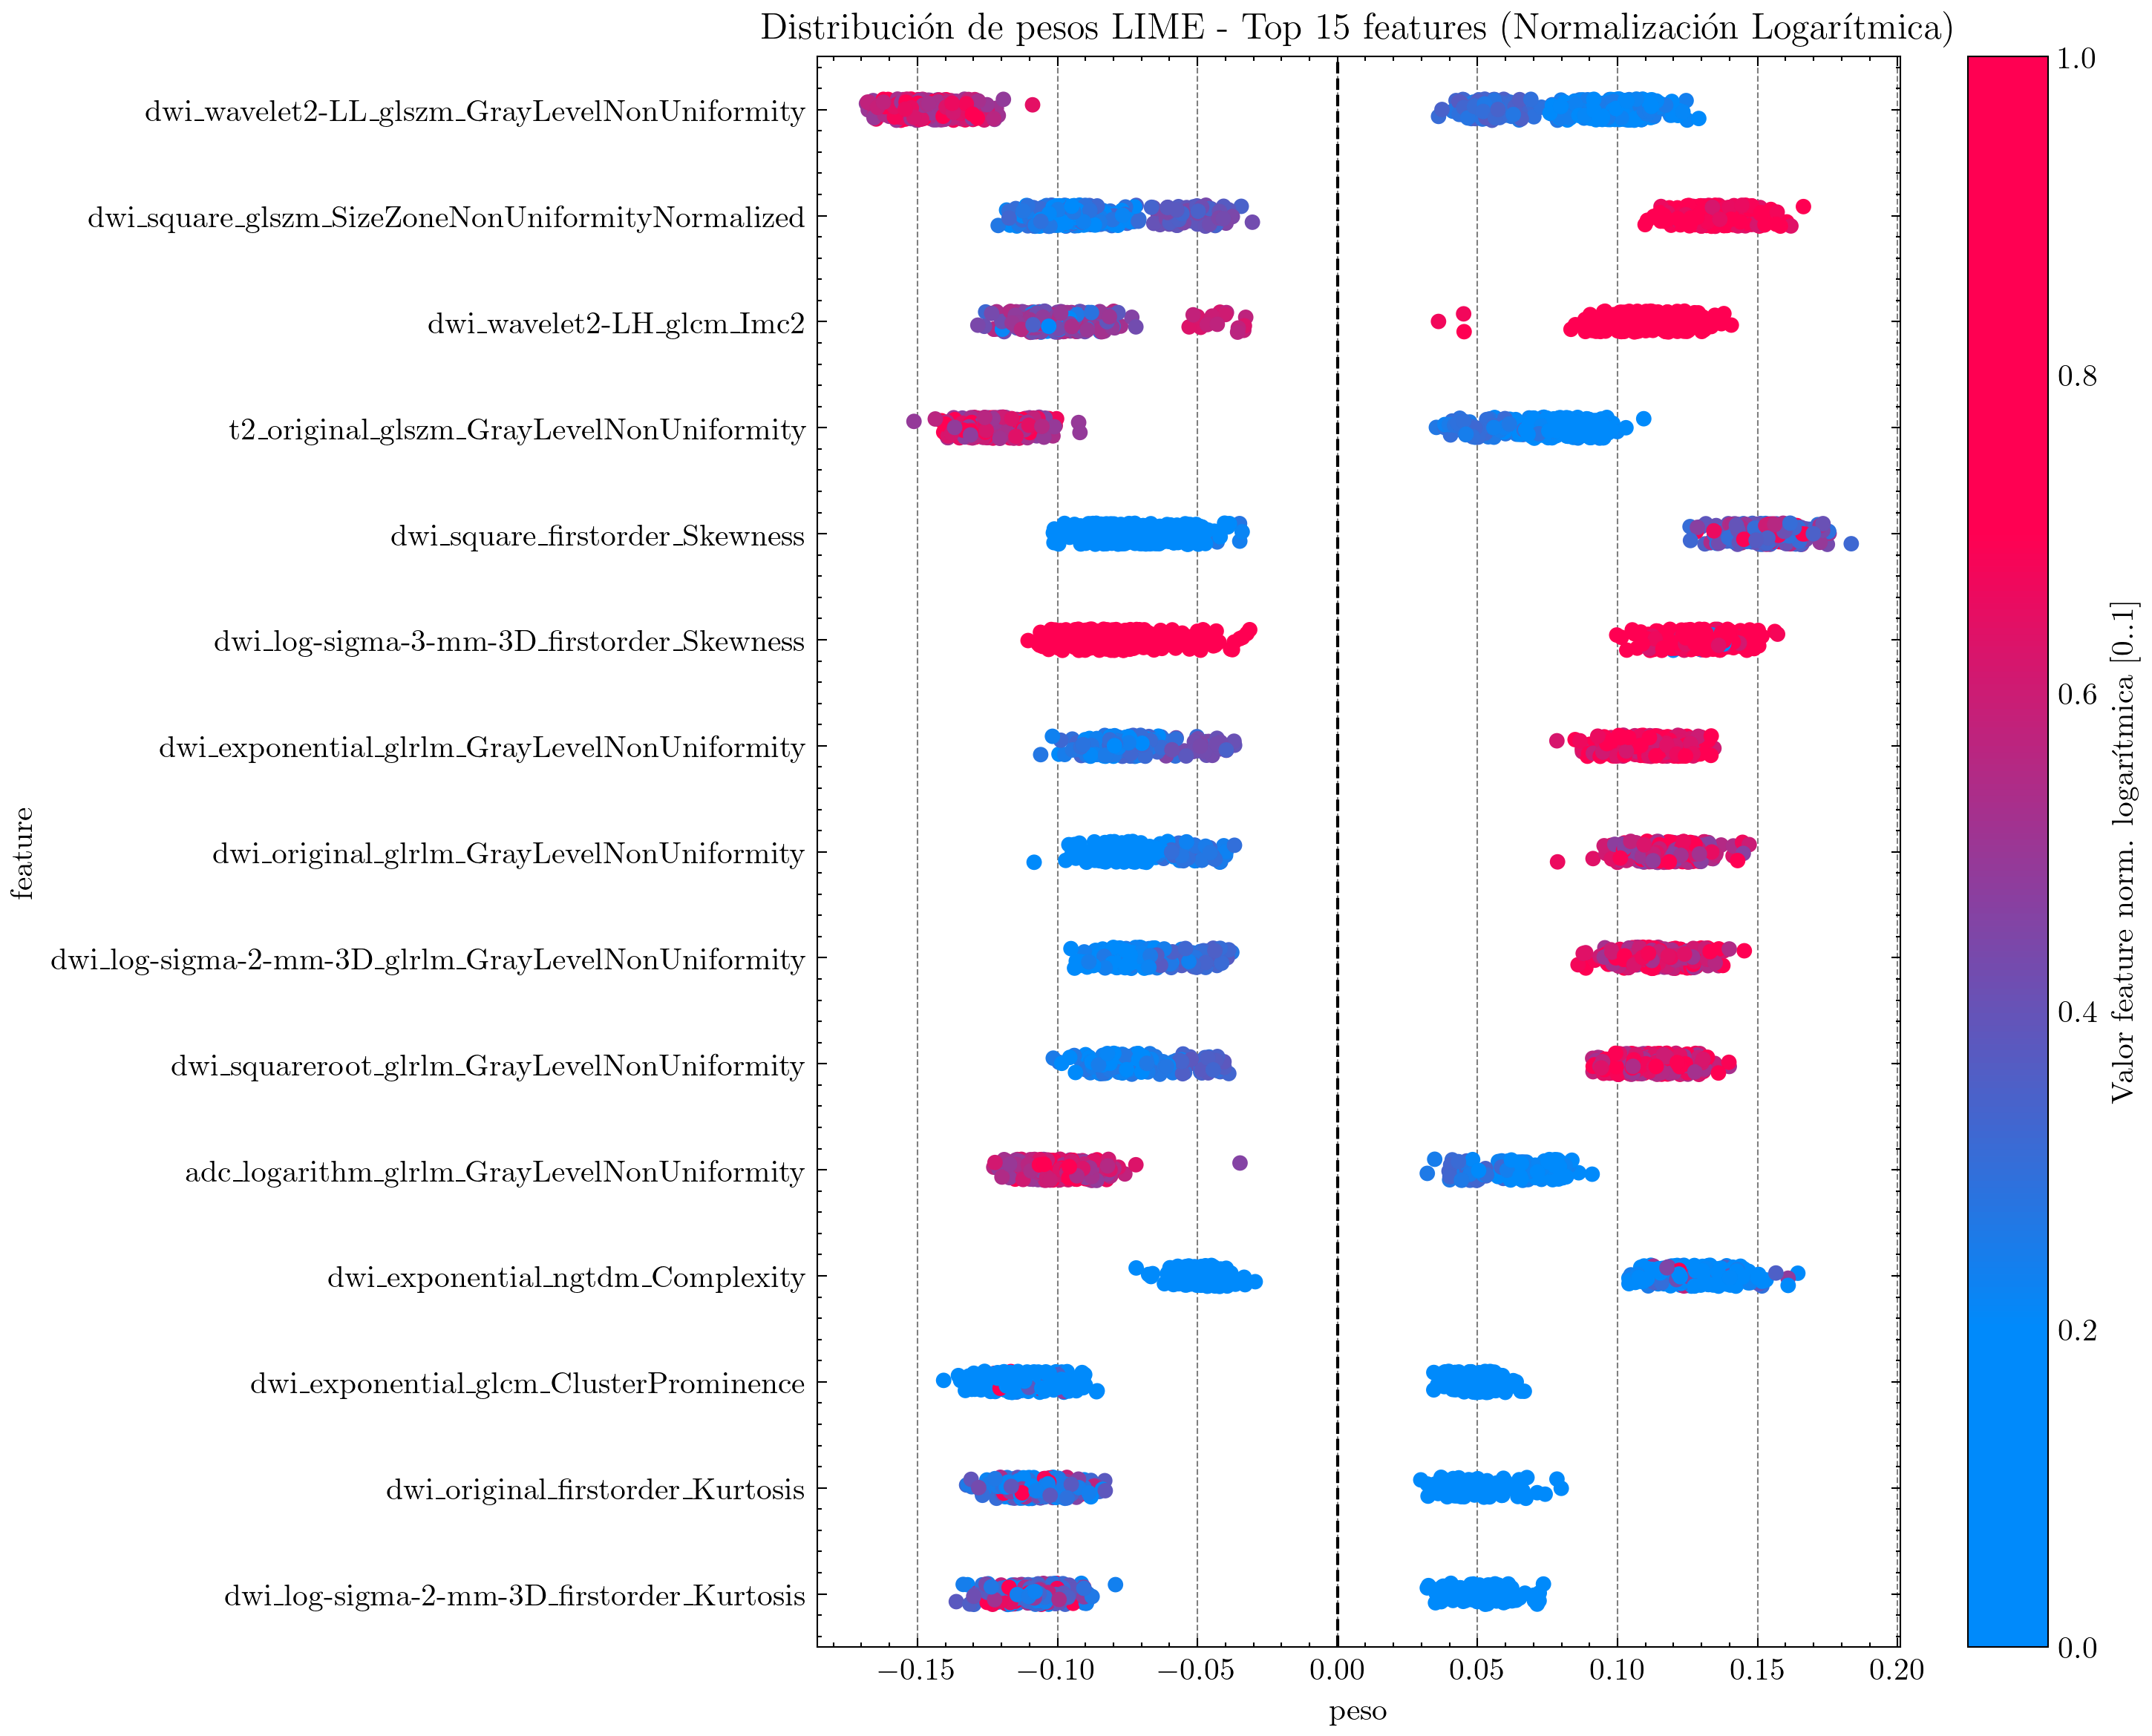 Distribución de pesos LIME - Top 15 features (Normalización Logarítmica)
dwi_wavelet2-LL_glszm_GrayLevelNonUniformity
dwi_square_glszm_SizeZoneNonUniformityNormalized
dwi_wavelet2-LH_glcm_Imc2
t2_original_glszm_GrayLevelNonUniformity
dwi_square_firstorder_Skewness
dwi_log-sigma-3-mm-3D_firstorder_Skewness
dwi_exponential_glrlm_GrayLevelNonUniformity
dwi_original_glrlm_GrayLevelNonUniformity
dwi_log-sigma-2-mm-3D_glrlm_GrayLevelNonUniformity
dwi_squareroot_glrlm_GrayLevelNonUniformity
adc_logarithm_glrlm_GrayLevelNonUniformity
dwi_exponential_ngtdm_Complexity
dwi_exponential_glcm_ClusterProminence
dwi_original_firstorder_Kurtosis
dwi_log-sigma-2-mm-3D_firstorder_Kurtosis
feature
−0.15 −0.10 −0.05 0.00 0.05 0.10 0.15 0.20
peso
1.0
0.8
0.6
0.4
0.2
0.0
Valor feature norm. logarítmica [0..1]